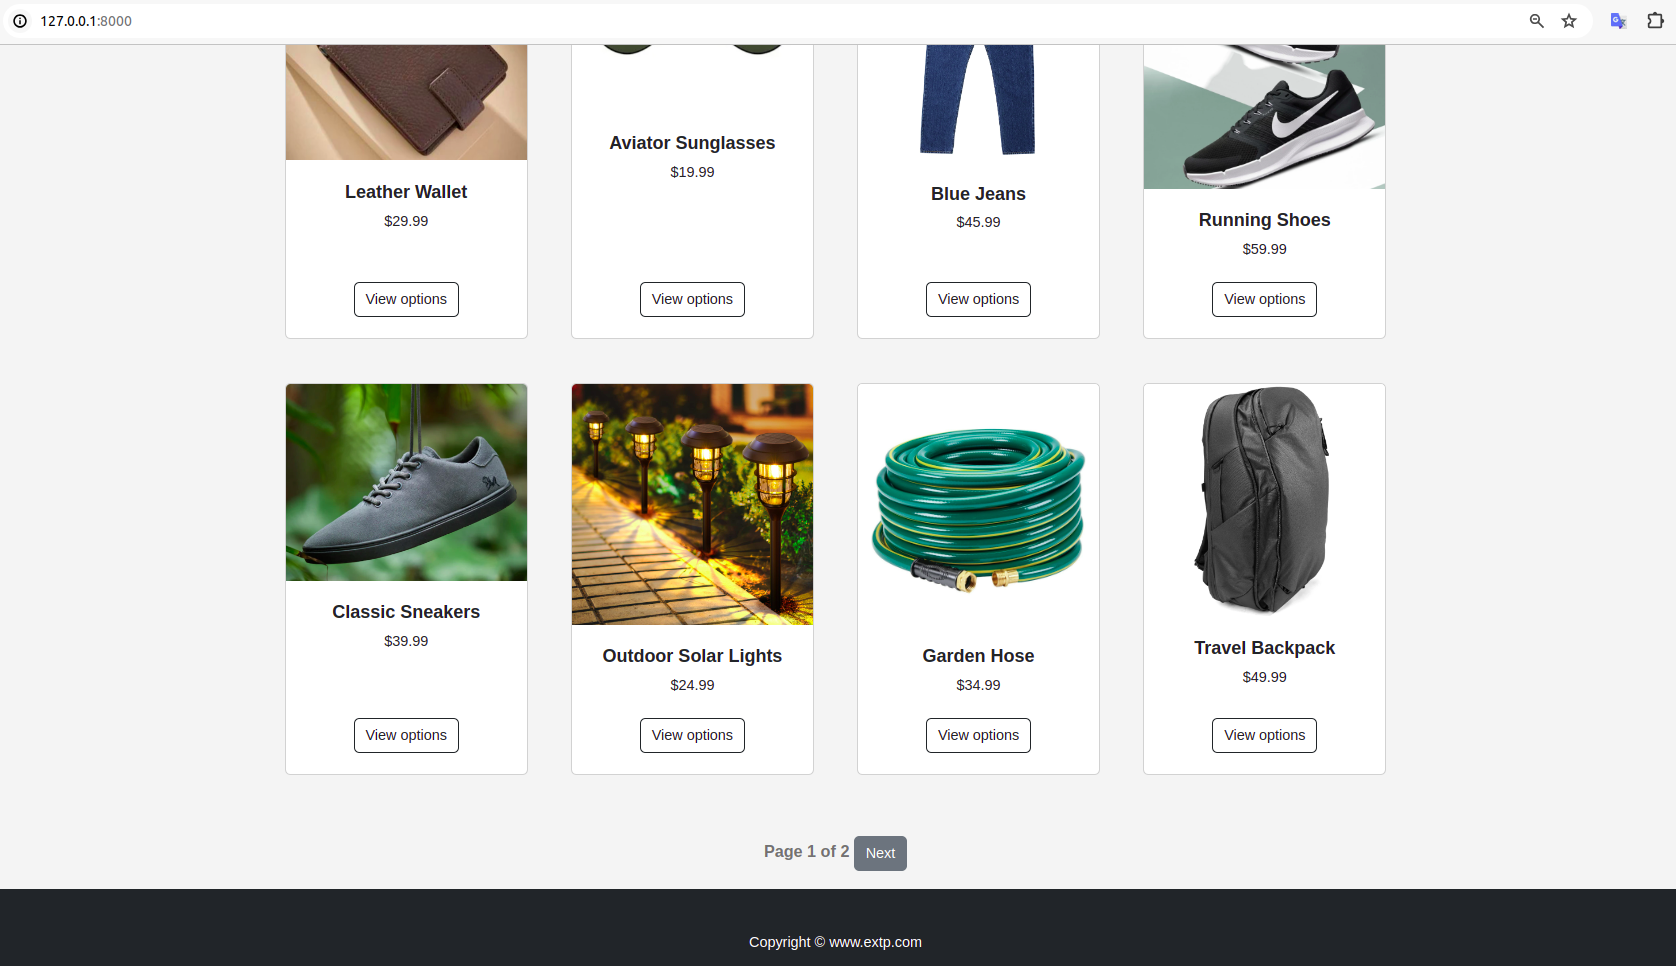 127.0.0.1:8000
Leather Wallet
$29.99
View options
Aviator Sunglasses
$19.99
View options
Blue Jeans
$45.99
View options
Running Shoes
$59.99
View options
Classic Sneakers
$39.99
View options
Outdoor Solar Lights
$24.99
View options
Garden Hose
$34.99
View options
Travel Backpack
$49.99
View options
Page 1 of 2 Next
Copyright © www.extp.com